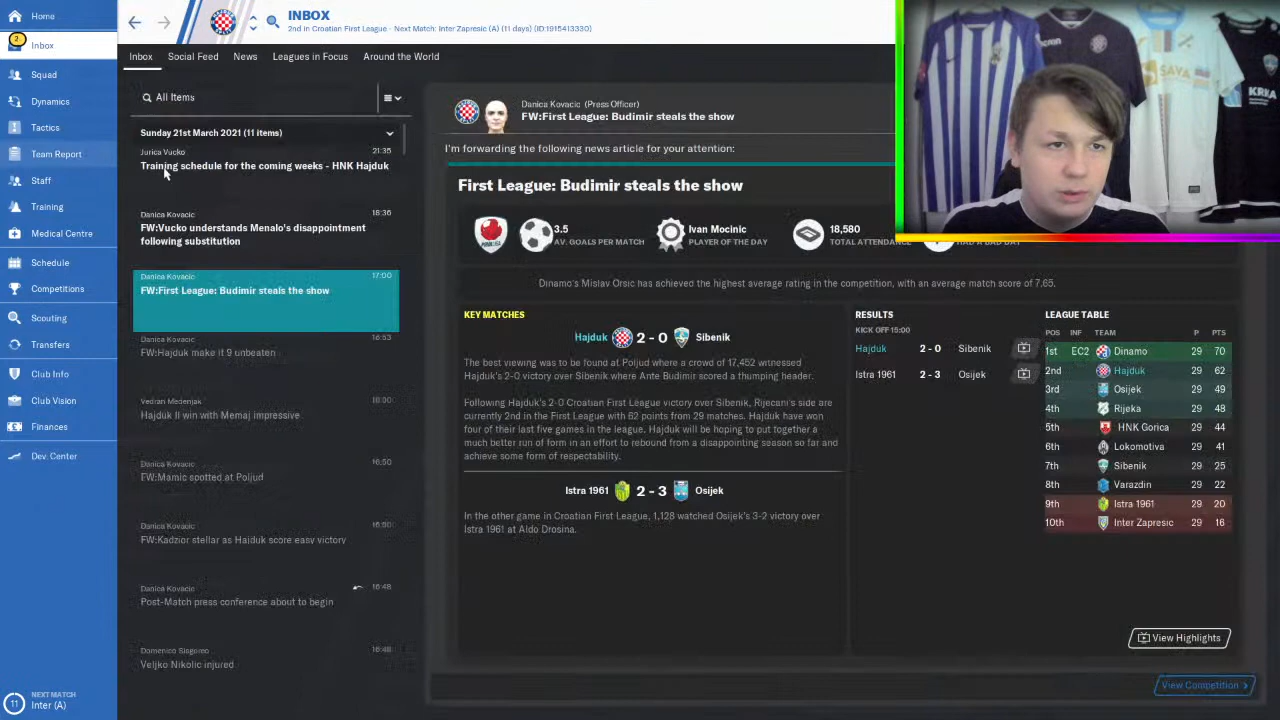 Home
2
Inbox
Squad
Dynamics
Tactics
Team Report
Staff
Training
Medical Centre
Schedule
Competitions
Scouting
Transfers
Club Info
Club Vision
Finances
Dev. Center
11
NEXT MATCH
Inter (A)
INBOX
2nd in Croatian First League - Next Match: Inter Zapresic (A) (11 days) (ID:1915413330)
Inbox Social Feed News Leagues in Focus Around the World
All Items
Sunday 21st March 2021 (11 items)
Jurica Vucko 21:35
Training schedule for the coming weeks - HNK Hajduk
Danica Kovacic 18:36
FW:Vucko understands Menalo's disappointment
following substitution
Danica Kovacic 17:00
FW:First League: Budimir steals the show
Danica Kovacic 16:53
FW:Hajduk make it 9 unbeaten
Vedran Medenjak
Hajduk II win with Memaj impressive
Danica Kovacic 16:50
FW:Mamic spotted at Poljud
Danica Kovacic
FW:Kadzior stellar as Hajduk score easy victory
Danica Kovacic 16:48
Post-Match press conference about to begin
Domenico 16:48
Veljko Nikolic injured
Danica Kovacic (Press Officer)
FW:First League: Budimir steals the show
I'm forwarding the following news article for your attention:
First League: Budimir steals the show
3.5
AV. GOALS PER MATCH
Ivan Mocinic
PLAYER OF THE DAY
18,580
TOTAL ATTENDANCE
HAD A BAD DAY
Dinamo's Mislav Orsic has achieved the highest average rating in the competition, with an average match score of 7.65.
KEY MATCHES
Hajduk 2 - 0 Sibenik
The best viewing was to be found at Poljud where a crowd of 17,452 witnessed
Hajduk's 2-0 victory over Sibenik where Ante Budimir scored a thumping header.
Following Hajduk's 2-0 Croatian First League victory over Sibenik, Rijecani's side are
currently 2nd in the First League with 62 points from 29 matches. Hajduk have won
four of their last five games in the league. Hajduk will be hoping to put together a
much better run of form in an effort to rebound from a disappointing season so far and
achieve some form of respectability.
Istra 1961 2 - 3 Osijek
In the other game in Croatian First League, 1,128 watched Osijek's 3-2 victory over
Istra 1961 at Aldo Drosina.
RESULTS
KICK OFF 15:00
Hajduk 2 - 0 Sibenik
Istra 1961 2 - 3 Osijek
LEAGUE TABLE
POS INF TEAM P PTS
1st EC2 Dinamo 29 70
2nd Hajduk 29 62
3rd Osijek 29 49
4th Rijeka 29 48
5th HNK Gorica 29 44
6th Lokomotiva 29 41
7th Sibenik 29 25
8th Varazdin 29 22
9th Istra 1961 29 20
10th Inter Zapresic 29 16
View Highlights
View Competition >
SAVA
KRKA